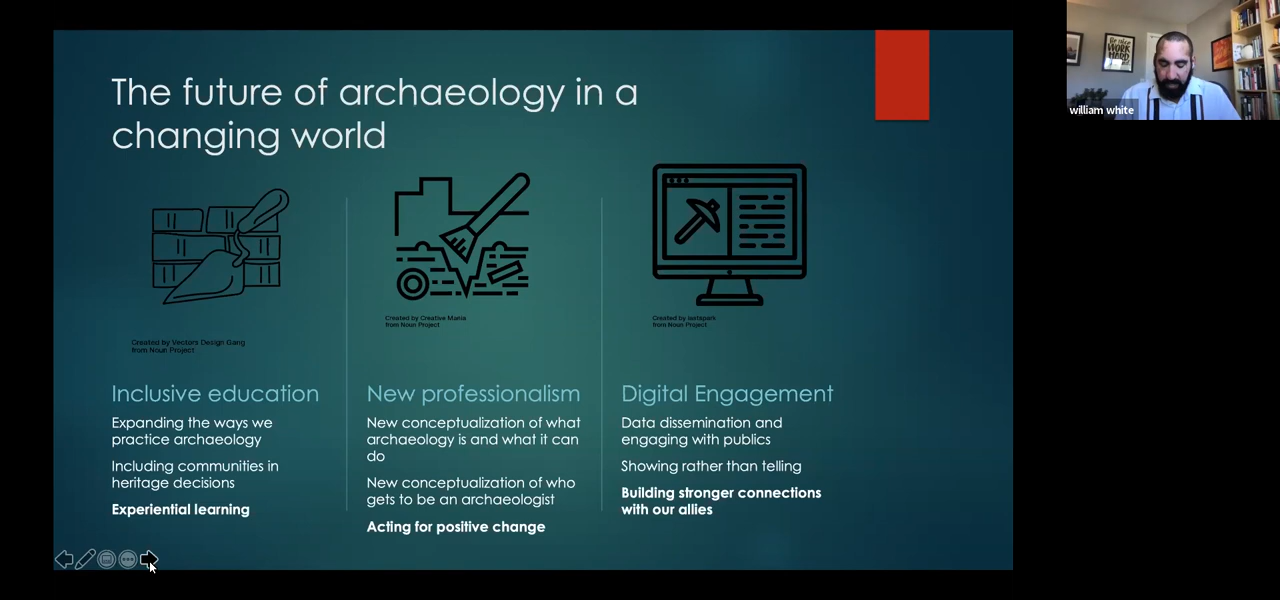 The future of archaeology in a
changing world
Created by Vectors Design Gang
from Noun Project
Created by Creative Mania
from Noun Project
Created by Iastspark
from Noun Project
Inclusive education
Expanding the ways we
practice archaeology
Including communities in
heritage decisions
Experiential learning
New professionalism
New conceptualization of what
archaeology is and what it can
do
New conceptualization of who
gets to be an archaeologist
Acting for positive change
Digital Engagement
Data dissemination and
engaging with publics
Showing rather than telling
Building stronger connections
with our allies
WORK
HARD
william white